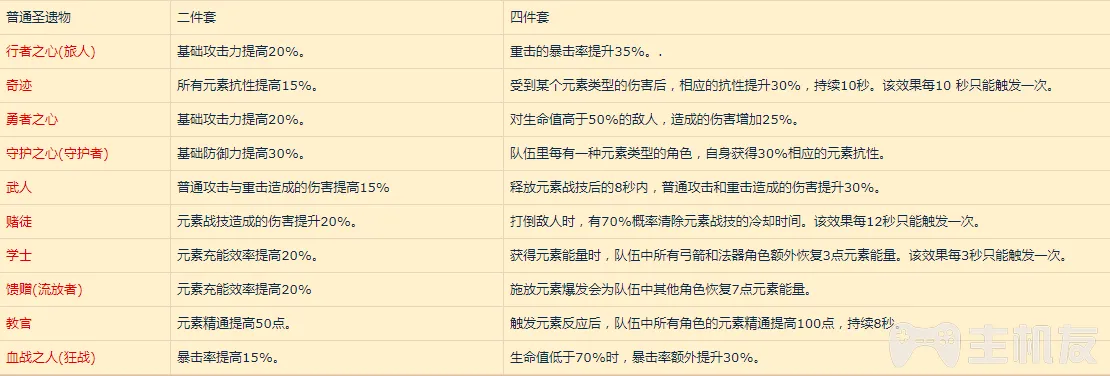 普通圣遗物 二件套 四件套
行者之心(旅人) 基础攻击力提高20%。 重击的暴击率提升35%。.
奇迹 所有元素抗性提高15%。 受到某个元素类型的伤害后，相应的抗性提升30%，持续10秒。该效果每10 秒只能触发一次。
勇者之心 基础攻击力提高20%。 对生命值高于50%的敌人，造成的伤害增加25%。
守护之心(守护者) 基础防御力提高30%。 队伍里每有一种元素类型的角色，自身获得30%相应的元素抗性。
武人 普通攻击与重击造成的伤害提高15% 释放元素战技后的8秒内，普通攻击和重击造成的伤害提升30%。
赌徒 元素战技造成的伤害提升20%。 打倒敌人时，有70%概率清除元素战技的冷却时间。该效果每12秒只能触发一次。
学士 元素充能效率提高20%。 获得元素能量时，队伍中所有弓箭和法器角色额外恢复3点元素能量。该效果每3秒只能触发一次。
馈赠(流放者) 元素充能效率提高20% 施放元素爆发会为队伍中其他角色恢复7点元素能量。
教官 元素精通提高50点。 触发元素反应后，队伍中所有角色的元素精通提高100点，持续8秒。
血战之人(狂战) 暴击率提高15%。 生命值低于70%时，暴击率额外提升30%。
主机友